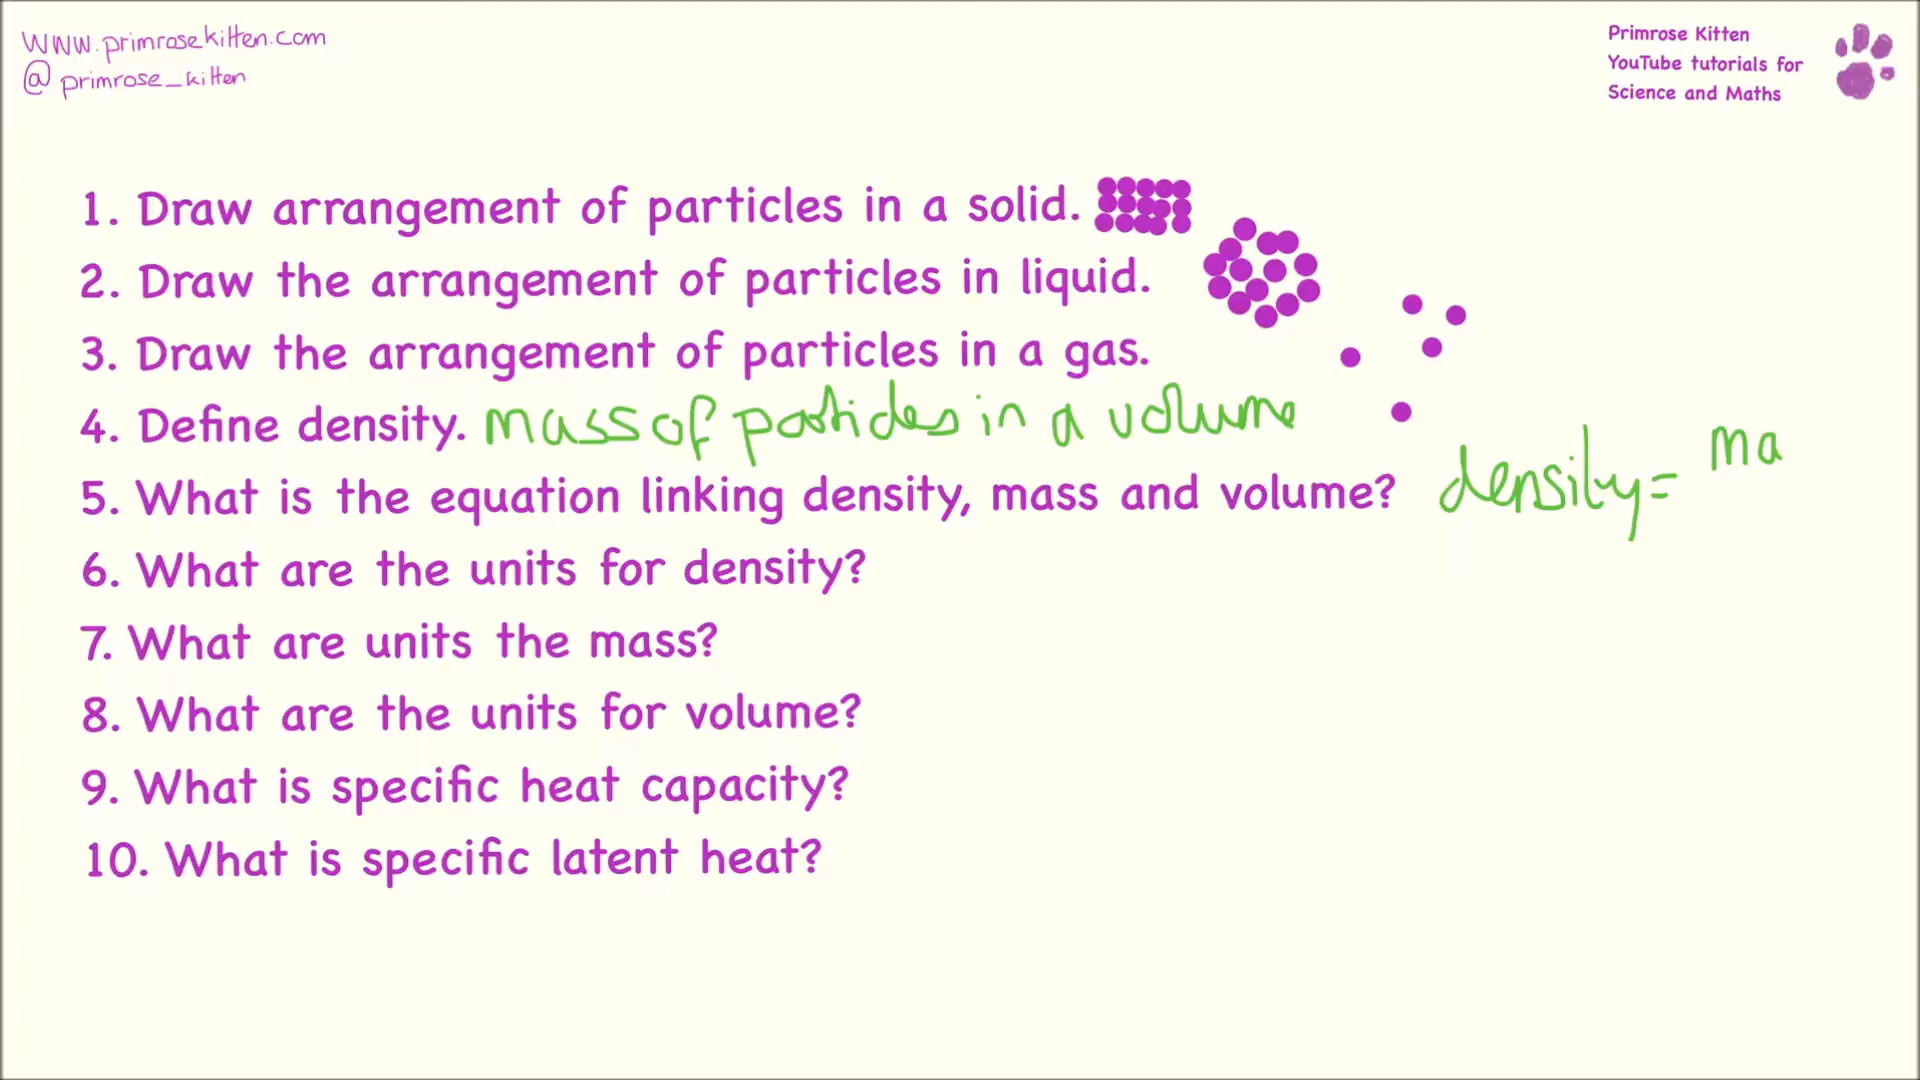 www.primrosekitten.com
@primrose_kitten
Primrose Kitten
YouTube tutorials for
Science and Maths
1. Draw arrangement of particles in a solid.
2. Draw the arrangement of particles in liquid.
3. Draw the arrangement of particles in a gas.
4. Define density. mass of particles in a volume
5. What is the equation linking density, mass and volume? density= ma
6. What are the units for density?
7. What are units the mass?
8. What are the units for volume?
9. What is specific heat capacity?
10. What is specific latent heat?